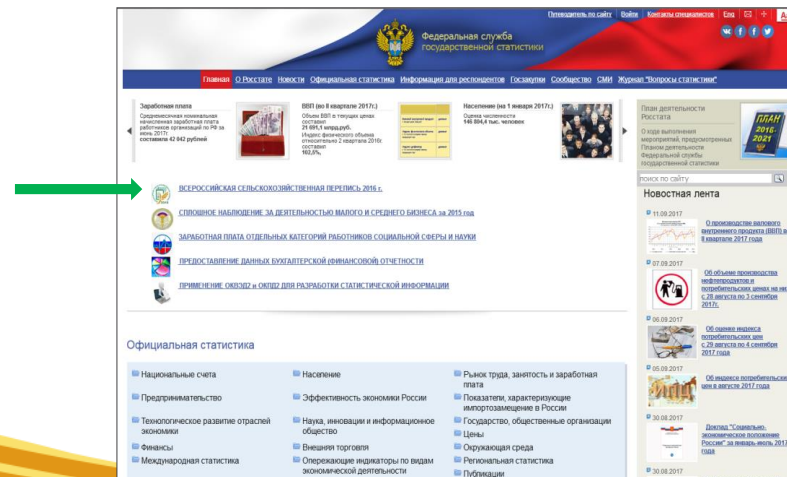 Путеводитель по сайту Войти Контакты специалистов Eng
Федеральная служба
государственной статистики
Главная О Росстате Новости Официальная статистика Информация для респондентов Госзакупки Сообщество СМИ Журнал "Вопросы статистики"
Заработная плата
Среднемесячная номинальная
начисленная заработная плата
работников организаций по РФ за
июнь 2017г.
составила 42 042 рублей
ВВП (во II квартале 2017г.)
Объем ВВП в текущих ценах
составил
21 691,1 млрд.руб.
Индекс физического объема
относительно 2 квартала 2016г.
составил
102,5%,
Население (на 1 января 2017г.)
Оценка численности
146 804,4 тыс. человек
План деятельности
Росстата
О ходе выполнения
мероприятий, предусмотренных
Планом деятельности
Федеральной службы
государственной статистики
ПЛАН
2016-
2021
поиск по сайту
ВСЕРОССИЙСКАЯ СЕЛЬСКОХОЗЯЙСТВЕННАЯ ПЕРЕПИСЬ 2016 г.
СПЛОШНОЕ НАБЛЮДЕНИЕ ЗА ДЕЯТЕЛЬНОСТЬЮ МАЛОГО И СРЕДНЕГО БИЗНЕСА за 2015 год
ЗАРАБОТНАЯ ПЛАТА ОТДЕЛЬНЫХ КАТЕГОРИЙ РАБОТНИКОВ СОЦИАЛЬНОЙ СФЕРЫ И НАУКИ
ПРЕДОСТАВЛЕНИЕ ДАННЫХ БУХГАЛТЕРСКОЙ (ФИНАНСОВОЙ) ОТЧЕТНОСТИ
ПРИМЕНЕНИЕ ОКВЭД2 и ОКПД2 ДЛЯ РАЗРАБОТКИ СТАТИСТИЧЕСКОЙ ИНФОРМАЦИИ
Новостная лента
11.09.2017
О производстве валового
внутреннего продукта (ВВП) в
II квартале 2017 года
07.09.2017
Об объеме производства
нефтепродуктов и
потребительских ценах на них
с 28 августа по 3 сентября
2017г.
06.09.2017
Об оценке индекса
потребительских цен
с 29 августа по 4 сентября
2017 года
05.09.2017
Об индексе потребительских
цен в августе 2017 года
30.08.2017
Доклад "Социально-
экономическое положение
России" за январь-июль 2017
года
30.08.2017
Официальная статистика
Национальные счета
Предпринимательство
Технологическое развитие отраслей
экономики
Финансы
Международная статистика
Население
Эффективность экономики России
Наука, инновации и информационное
общество
Внешняя торговля
Опережающие индикаторы по видам
экономической деятельности
Рынок труда, занятость и заработная
плата
Показатели, характеризующие
импортозамещение в России
Государство, общественные организации
Цены
Окружающая среда
Региональная статистика
Публикации